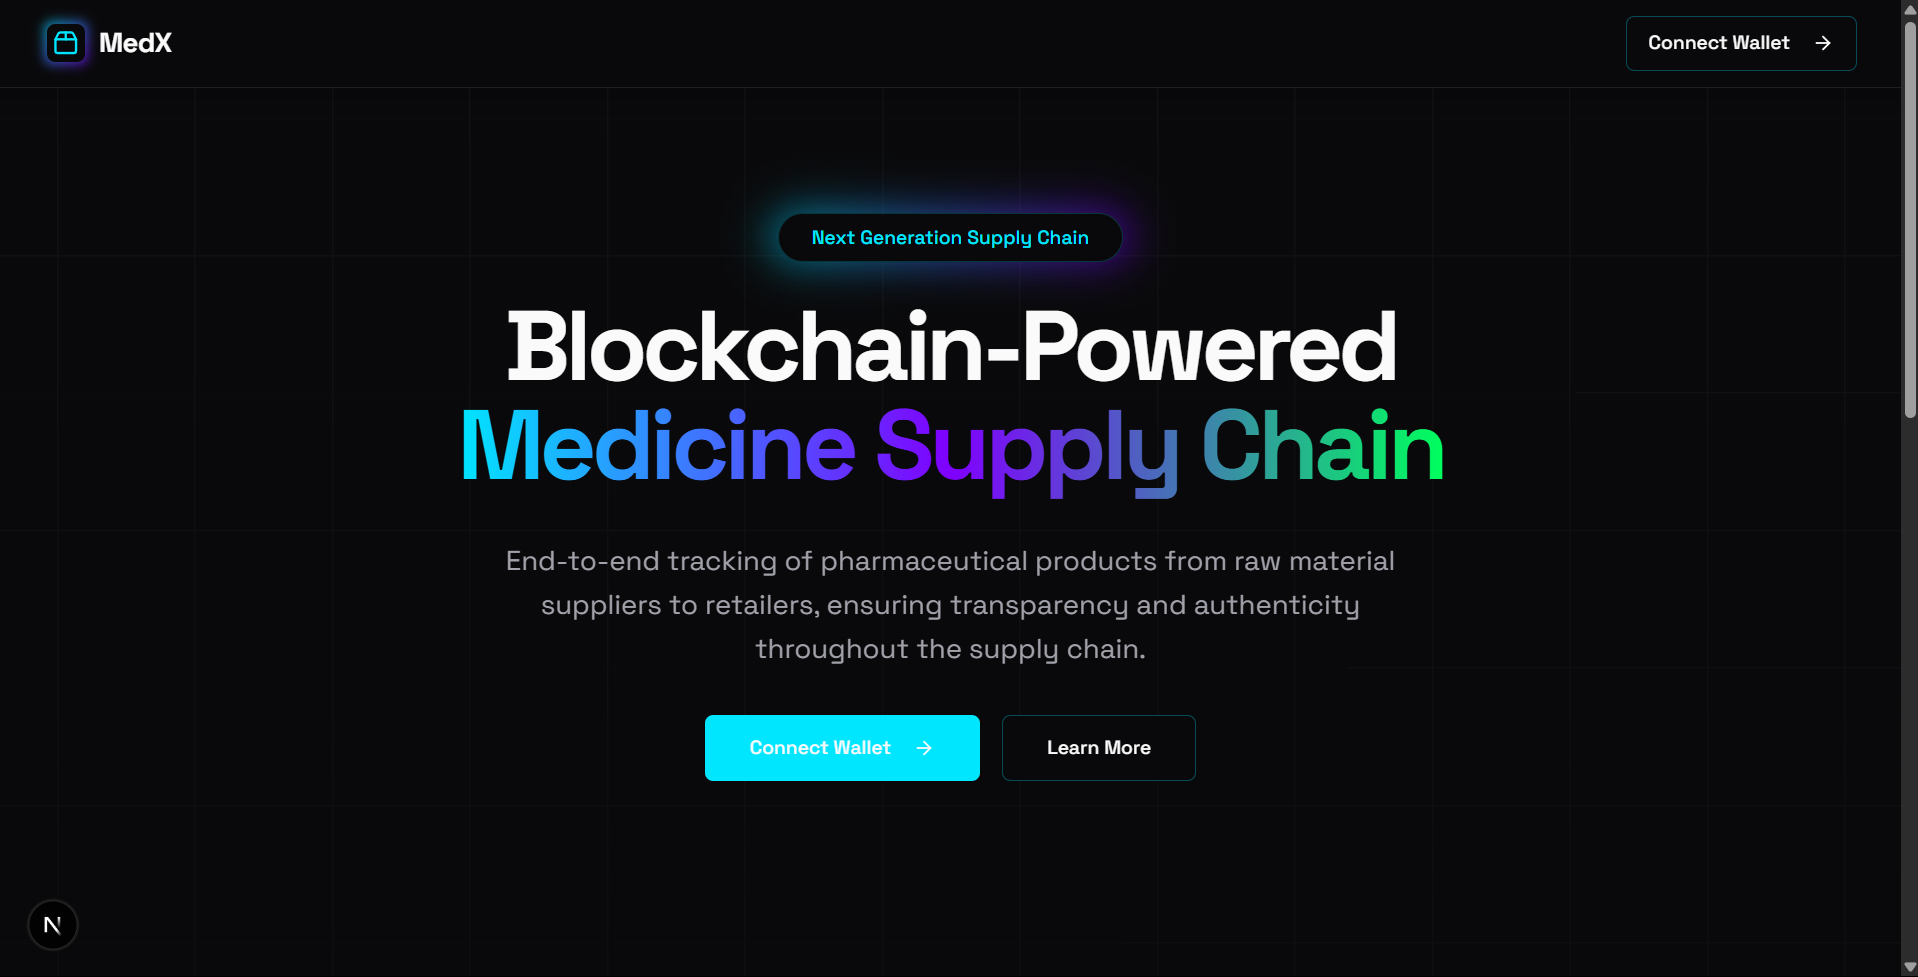 MedX
Connect Wallet →
Next Generation Supply Chain
Blockchain-Powered
Medicine Supply Chain
End-to-end tracking of pharmaceutical products from raw material
suppliers to retailers, ensuring transparency and authenticity
throughout the supply chain.
Connect Wallet →
Learn More
N